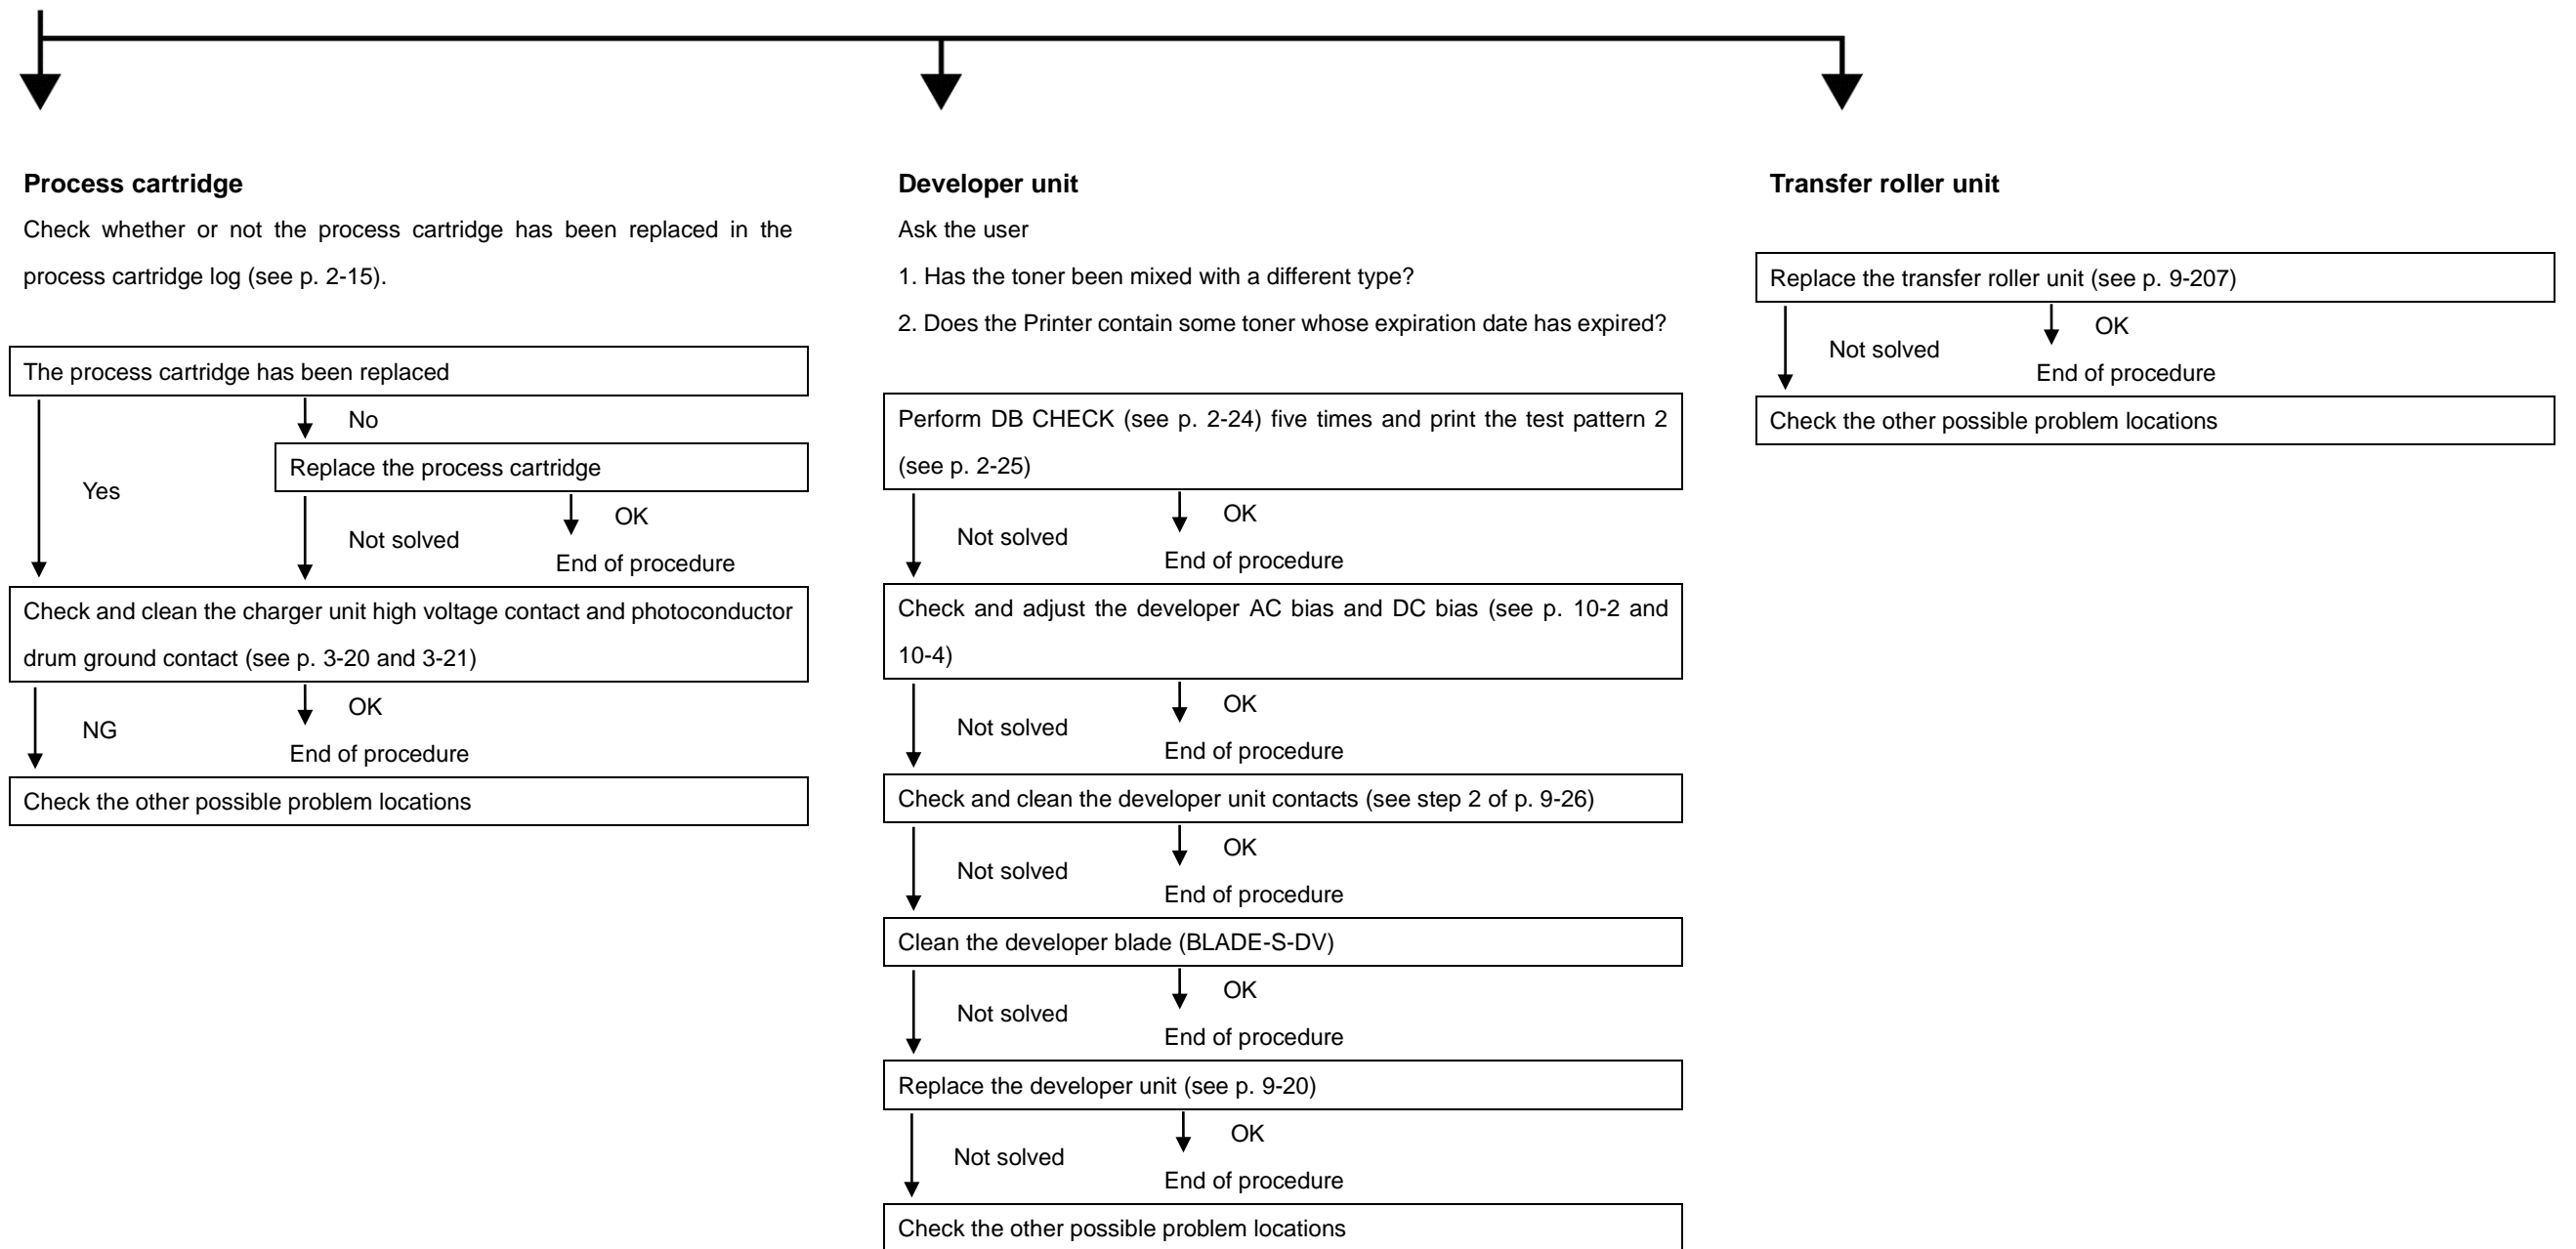 Process cartridge
Check whether or not the process cartridge has been replaced in the
process cartridge log (see p. 2-15).
The process cartridge has been replaced
No
Replace the process cartridge
Yes
OK
Not solved
End of procedure
Check and clean the charger unit high voltage contact and photoconductor
drum ground contact (see p. 3-20 and 3-21)
OK
NG
End of procedure
Check the other possible problem locations
Developer unit
Ask the user
1. Has the toner been mixed with a different type?
2. Does the Printer contain some toner whose expiration date has expired?
Perform DB CHECK (see p. 2-24) five times and print the test pattern 2
(see p. 2-25)
OK
Not solved
End of procedure
Check and adjust the developer AC bias and DC bias (see p. 10-2 and
10-4)
OK
Not solved
End of procedure
Check and clean the developer unit contacts (see step 2 of p. 9-26)
OK
Not solved
End of procedure
Clean the developer blade (BLADE-S-DV)
OK
Not solved
End of procedure
Replace the developer unit (see p. 9-20)
OK
Not solved
End of procedure
Check the other possible problem locations
Transfer roller unit
Replace the transfer roller unit (see p. 9-207)
OK
Not solved
End of procedure
Check the other possible problem locations